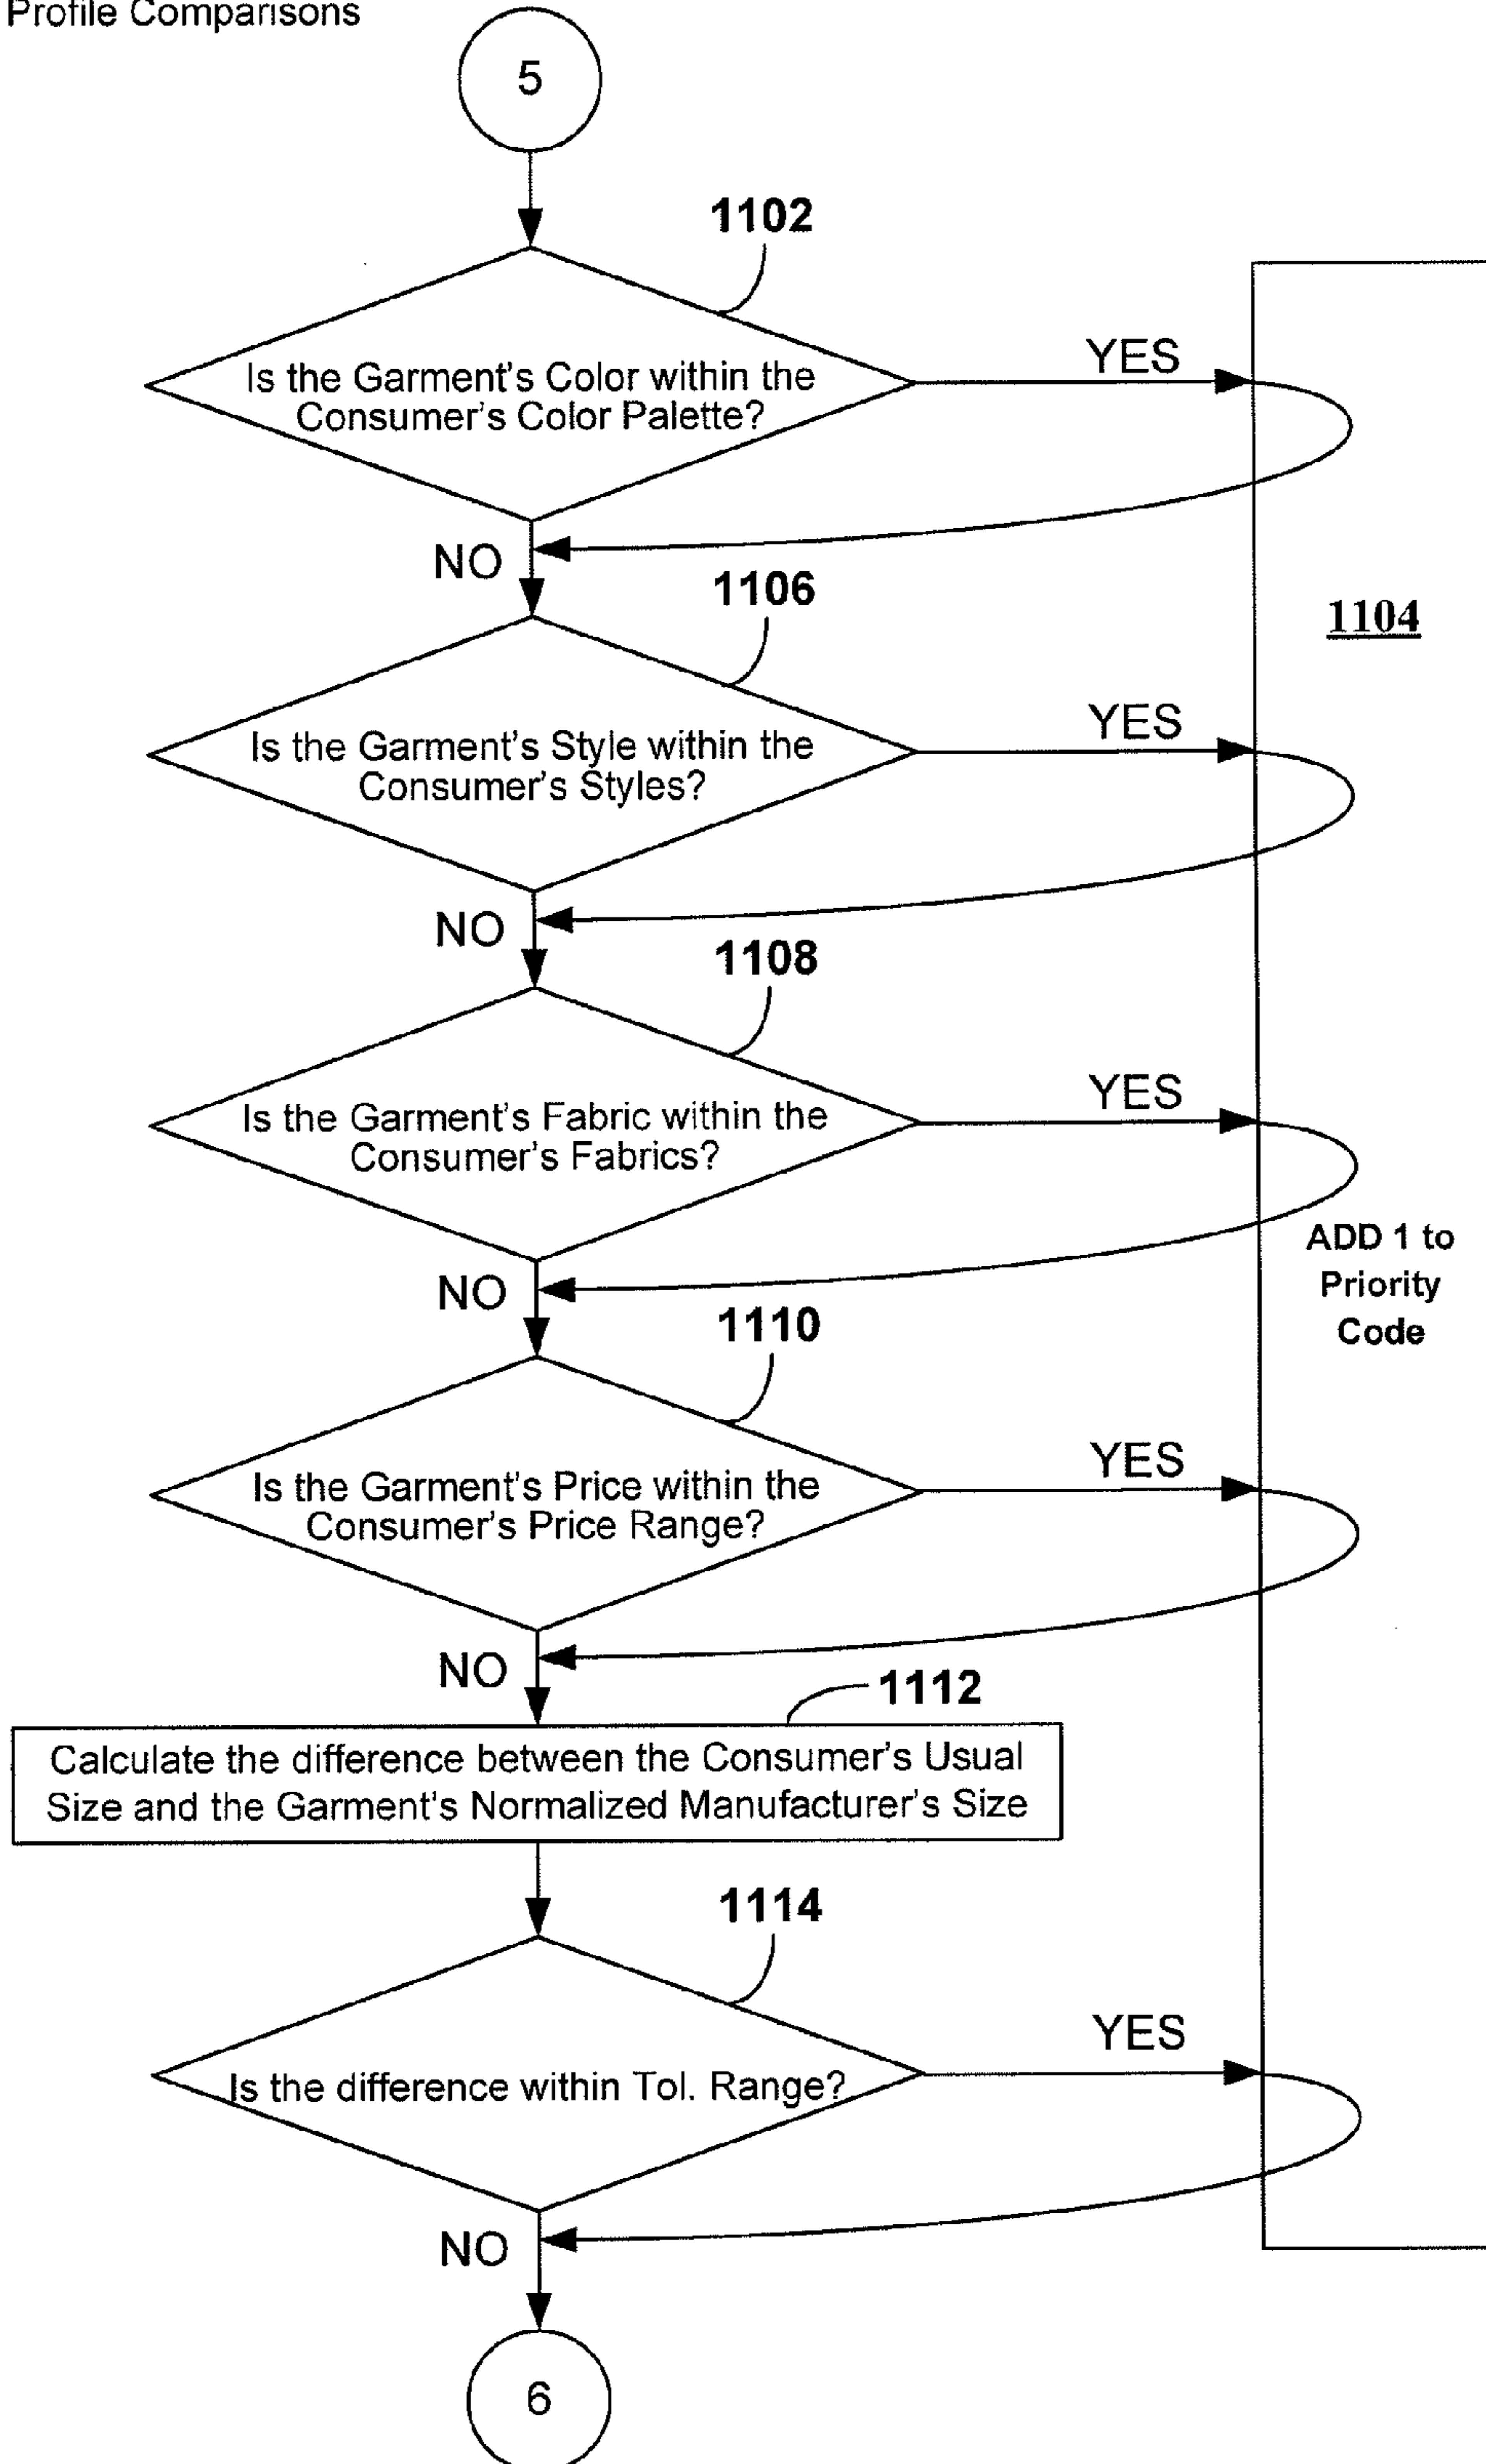 Profile Comparisons
5
1102
YES
Is the Garment's Color within the
Consumer's Color Palette?
NO
1106
1104
YES
Is the Garment's Style within the
Consumer's Styles?
NO
1108
YES
Is the Garment's Fabric within the
Consumer's Fabrics?
ADD 1 to
Priority
Code
NO
1110
YES
Is the Garment's Price within the
Consumer's Price Range?
NO
1112
Calculate the difference between the Consumer's Usual
Size and the Garment's Normalized Manufacturer's Size
1114
YES
Is the difference within Tol. Range?
NO
6